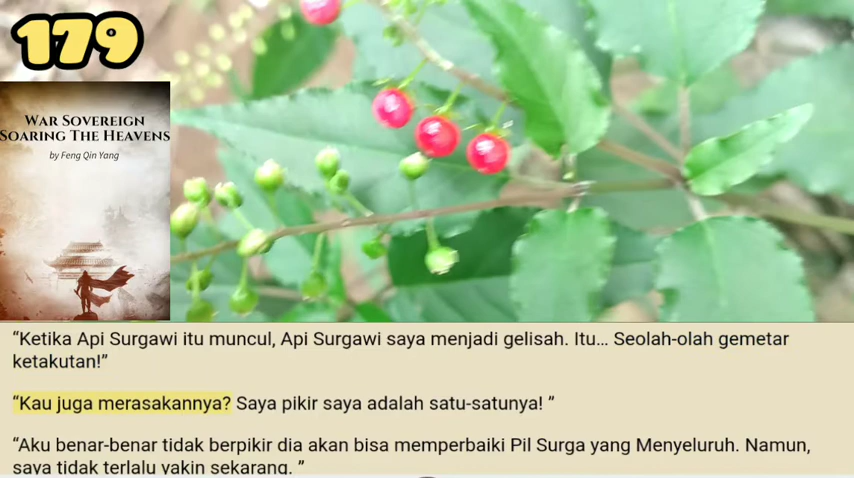 179
WAR SOVEREIGN
SOARING THE HEAVENS
by Feng Qin Yang
“Ketika Api Surgawi itu muncul, Api Surgawi saya menjadi gelisah. Itu… Seolah-olah gemetar
ketakutan!”
“Kau juga merasakannya? Saya pikir saya adalah satu-satunya! ”
“Aku benar-benar tidak berpikir dia akan bisa memperbaiki Pil Surga yang Menyeluruh. Namun,
saya tidak terlalu yakin sekarang. ”